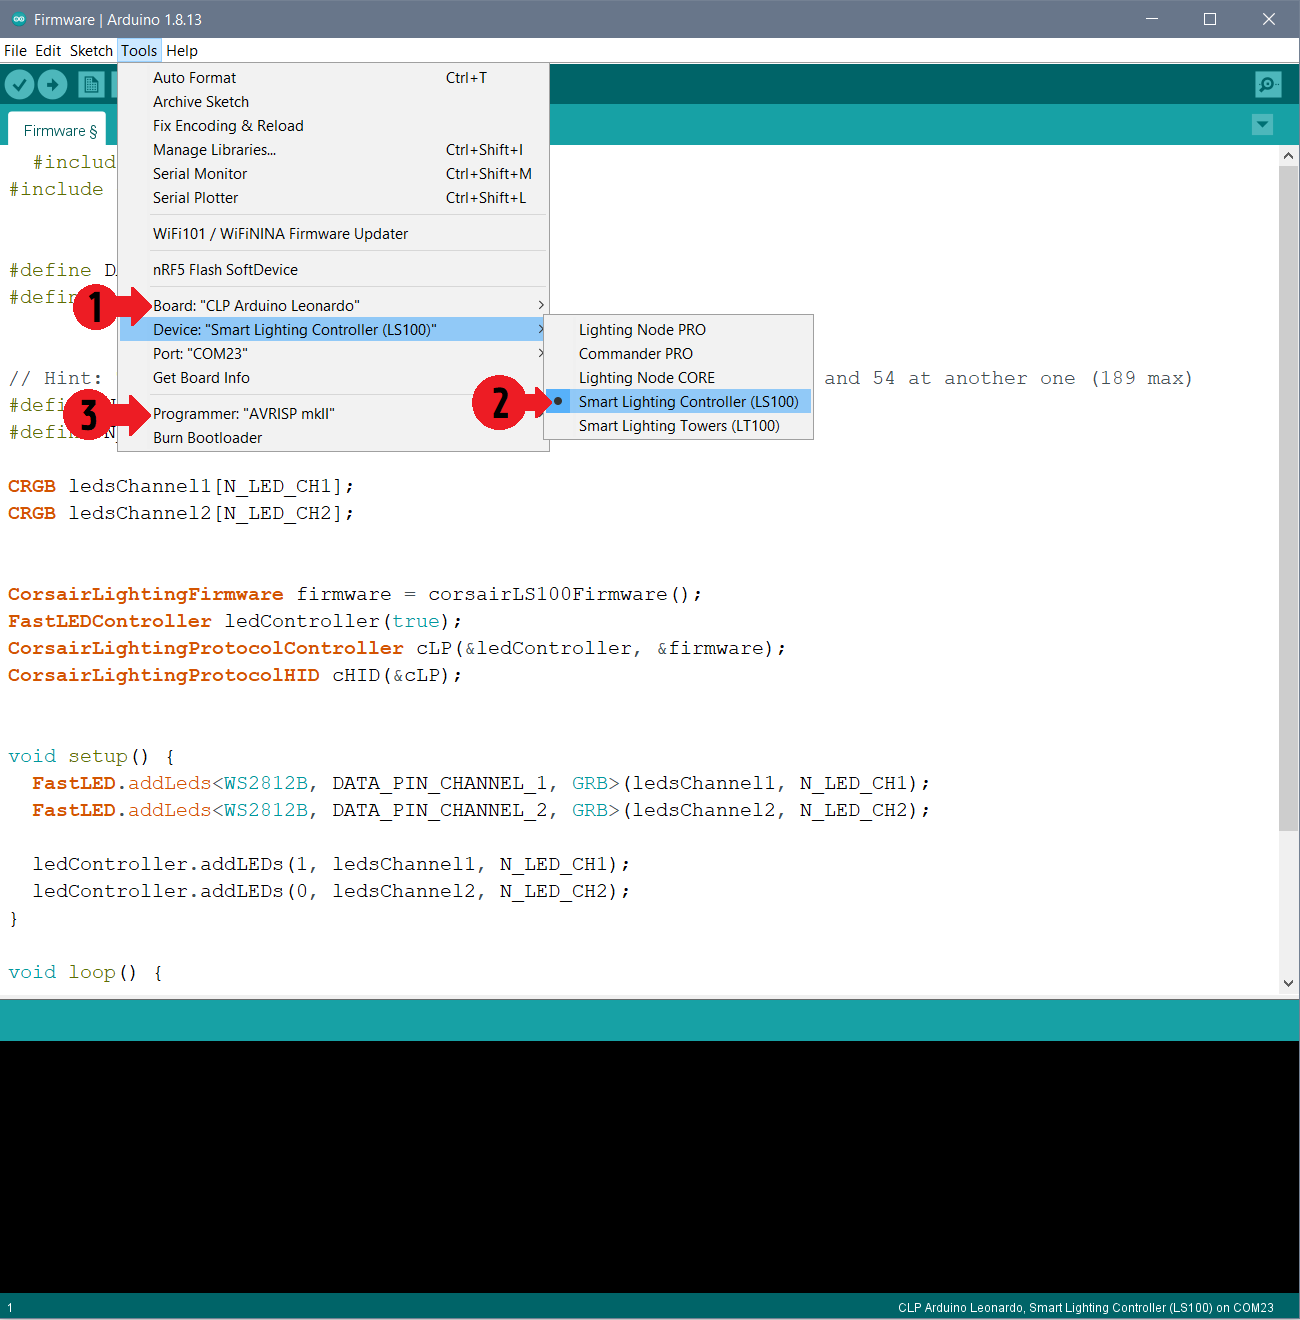 Firmware | Arduino 1.8.13
File Edit Sketch Tools Help
Auto Format Ctrl+T
Archive Sketch
Fix Encoding & Reload
Manage Libraries... Ctrl+Shift+I
Serial Monitor Ctrl+Shift+M
Serial Plotter Ctrl+Shift+L
WiFi101 / WiFiNINA Firmware Updater
nRF5 Flash SoftDevice
1 Board: "CLP Arduino Leonardo"
Device: "Smart Lighting Controller (LS100)"
Port: "COM23"
Get Board Info
3 Programmer: "AVRISP mkII"
Burn Bootloader
Lighting Node PRO
Commander PRO
Lighting Node CORE
2 Smart Lighting Controller (LS100)
Smart Lighting Towers (LT100)
Firmware §
#includ
#include
#define D
#defin
// Hint: and 54 at another one (189 max)
#defi
#defi N
CRGB ledsChannel1[N_LED_CH1];
CRGB ledsChannel2[N_LED_CH2];
CorsairLightingFirmware firmware = corsairLS100Firmware();
FastLEDController ledController(true);
CorsairLightingProtocolController cLP(&ledController, &firmware);
CorsairLightingProtocolHID cHID(&cLP);
void setup() {
FastLED.addLeds<WS2812B, DATA_PIN_CHANNEL_1, GRB>(ledsChannel1, N_LED_CH1);
FastLED.addLeds<WS2812B, DATA_PIN_CHANNEL_2, GRB>(ledsChannel2, N_LED_CH2);
ledController.addLEDs(1, ledsChannel1, N_LED_CH1);
ledController.addLEDs(0, ledsChannel2, N_LED_CH2);
}
void loop() {
1 CLP Arduino Leonardo, Smart Lighting Controller (LS100) on COM23